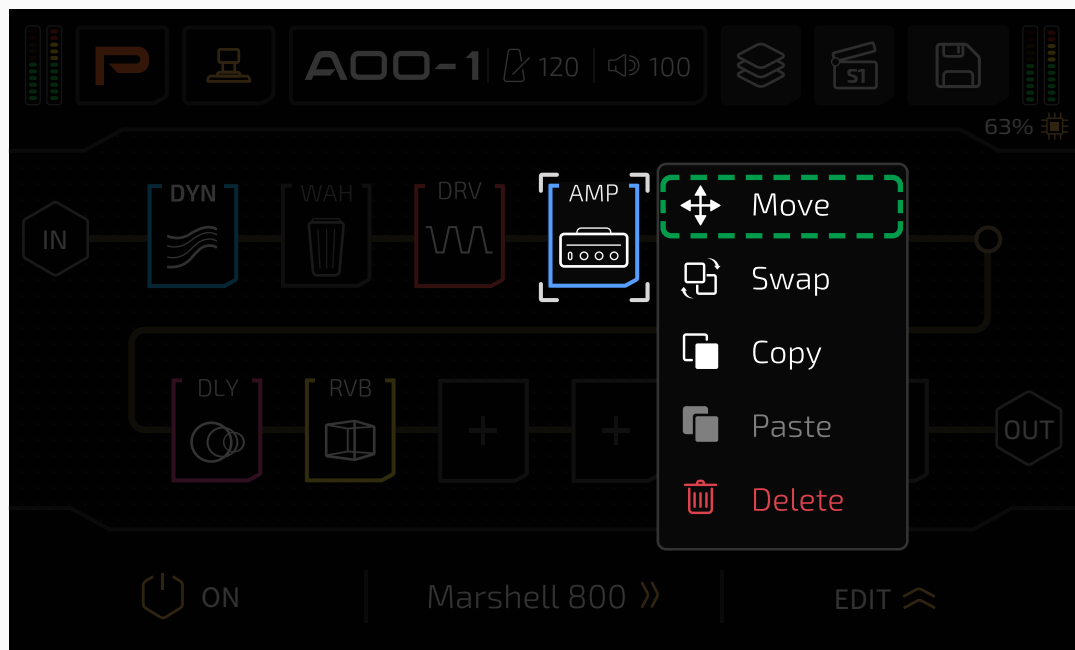 A00-1 120 100
S1
63%
IN
DYN
WAH
DRV
AMP
Move
Swap
Copy
Paste
Delete
DLY
RVB
+
+
OUT
ON
Marshell 800
EDIT